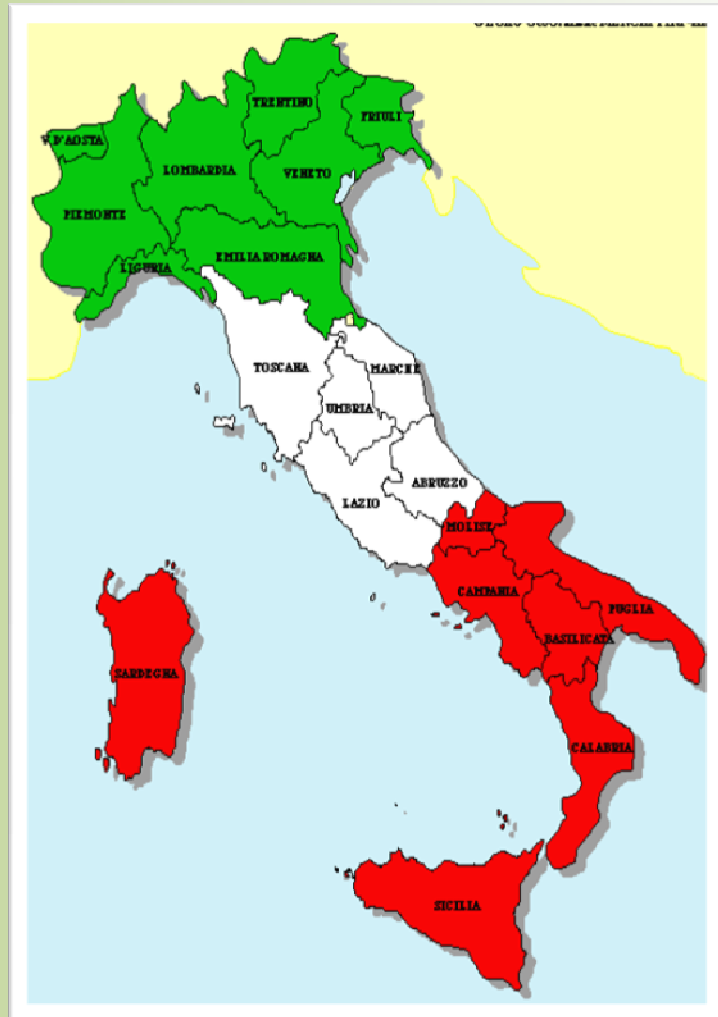 TRENTINO
FRIULI
V.D'AOSTA
LOMBARDIA
VENETO
PIEMONTE
EMILIA ROMAGNA
LIGURIA
TOSCANA
MARCHE
UMBRIA
ABRUZZO
LAZIO
MOLISE
CAMPANIA
PUGLIA
BASILICATA
SARDEGNA
CALABRIA
SICILIA